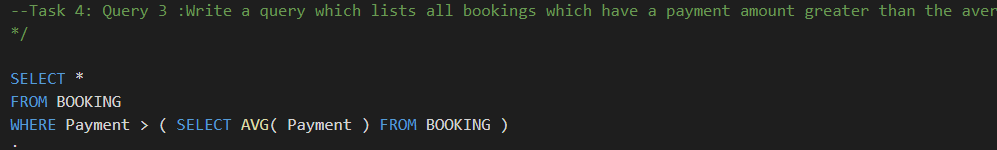 --Task 4: Query 3 :Write a query which lists all bookings which have a payment amount greater than the aver
*/
SELECT *
FROM BOOKING
WHERE Payment > ( SELECT AVG( Payment ) FROM BOOKING )